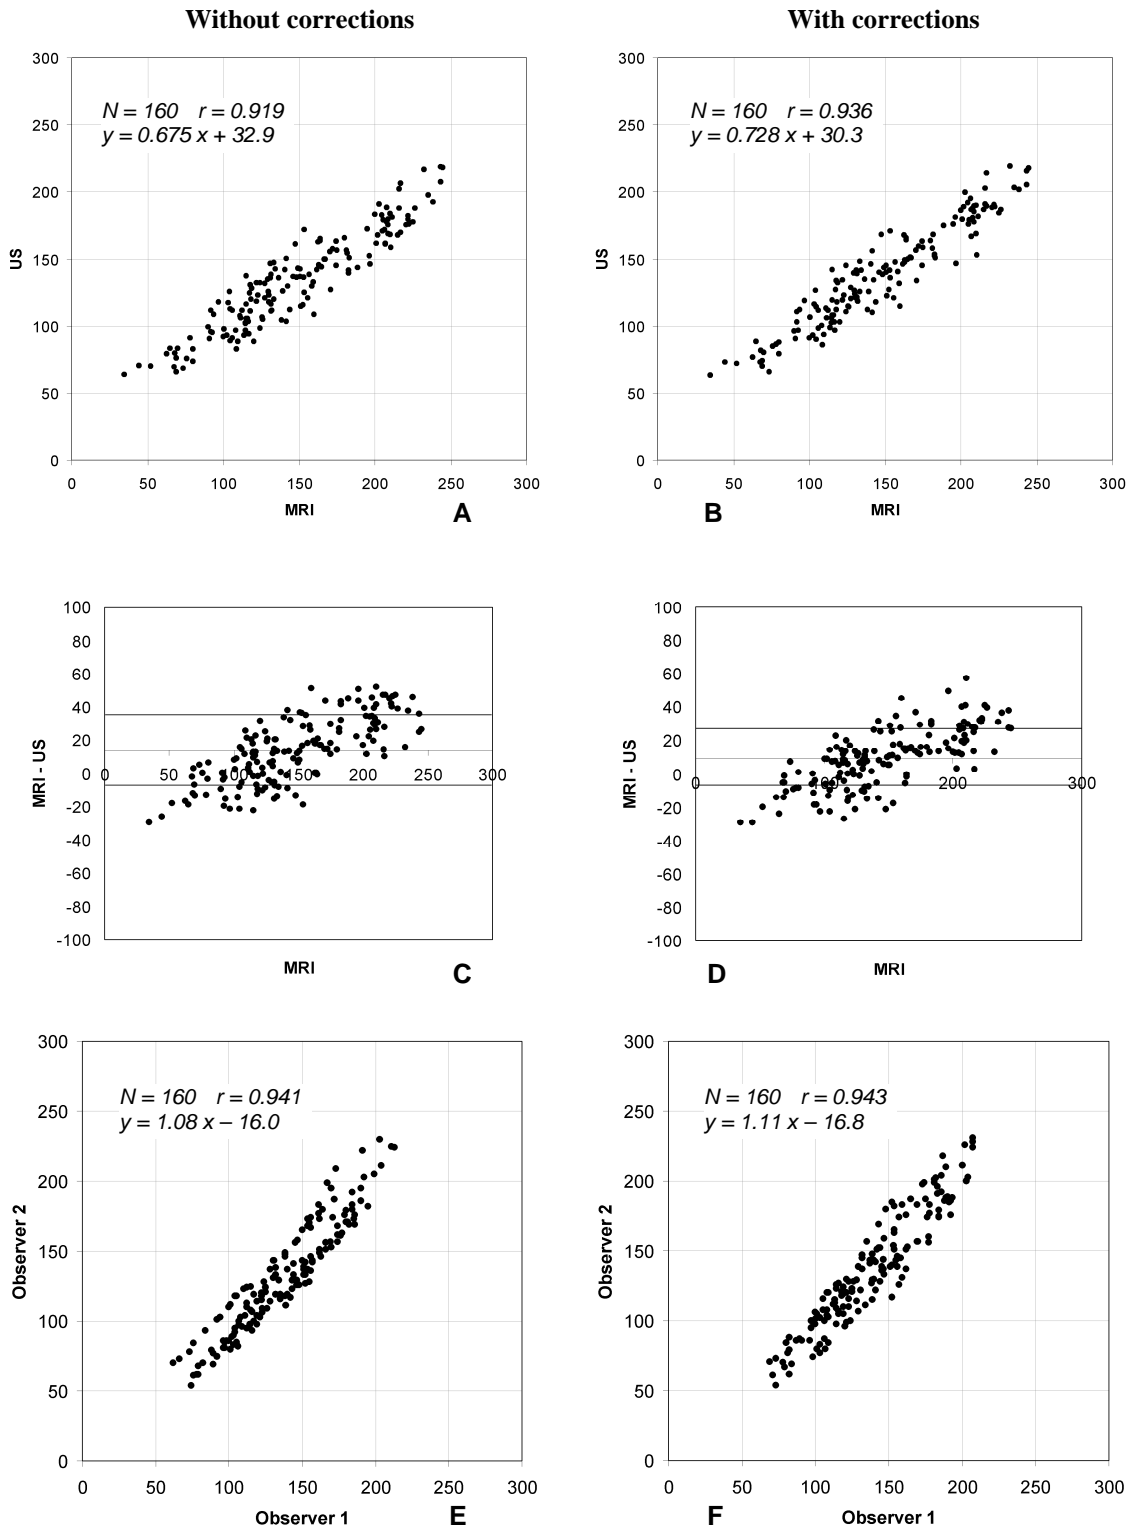 Without corrections
With corrections
300
250
200
150
100
50
0
US
N = 160 r = 0.919
y = 0.675 x + 32.9
0 50 100 150 200 250 300
MRI
A
300
250
200
150
100
50
0
US
N = 160 r = 0.936
y = 0.728 x + 30.3
0 50 100 150 200 250 300
B
MRI
100
80
60
40
20
0
-20
-40
-60
-80
-100
MRI - US
0 50 100 150 200 250 300
MRI
C
100
80
60
40
20
0
-20
-40
-60
-80
-100
MRI - US
0 100 200 300
D
MRI
300
250
200
150
100
50
0
Observer 2
N = 160 r = 0.941
y = 1.08 x – 16.0
0 50 100 150 200 250 300
Observer 1
E
300
250
200
150
100
50
0
Observer 2
N = 160 r = 0.943
y = 1.11 x – 16.8
0 50 100 150 200 250 300
F
Observer 1